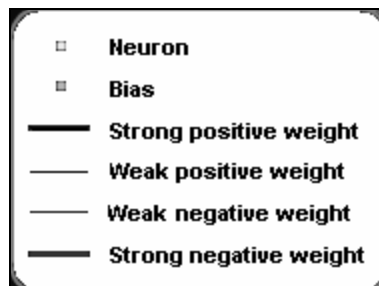 Neuron
Bias
Strong positive weight
Weak positive weight
Weak negative weight
Strong negative weight